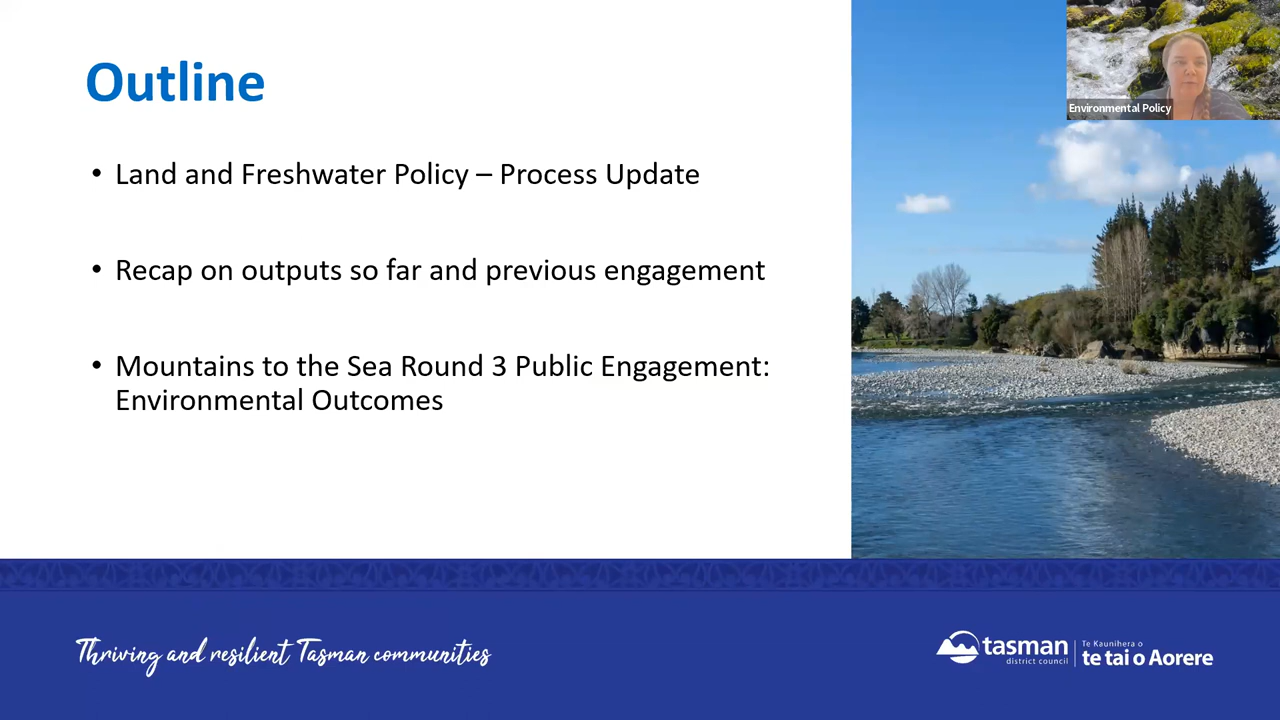 Outline
Environmental Policy
• Land and Freshwater Policy – Process Update
• Recap on outputs so far and previous engagement
• Mountains to the Sea Round 3 Public Engagement:
Environmental Outcomes
Thriving and resilient Tasman communities
tasman
district council
Te Kaunihera o
te tai o Aorere